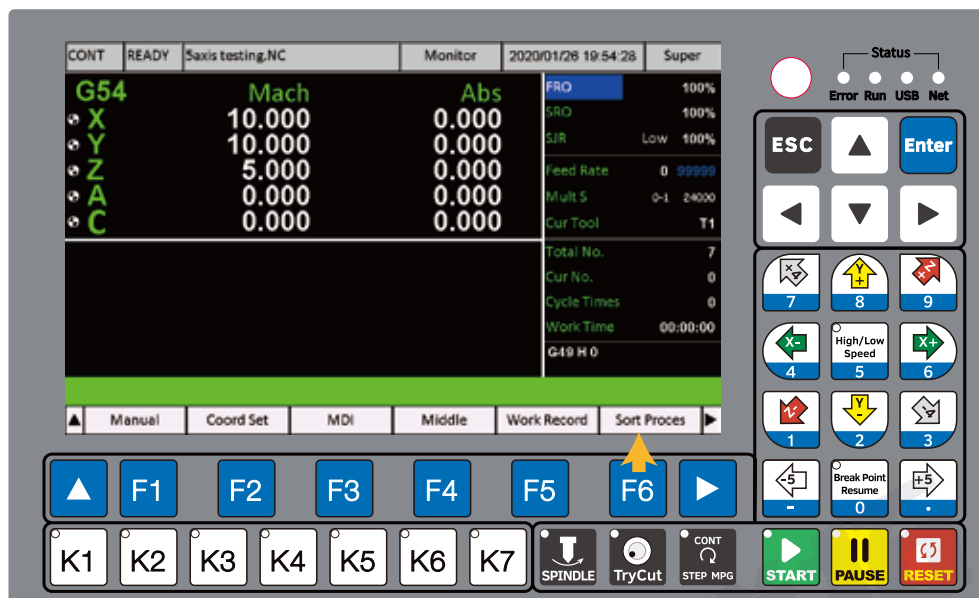 CONT READY 5axis testing.NC Monitor 2020/01/26 19:54:28 Super
G54 Mach Abs
X 10.000 0.000
Y 10.000 0.000
Z 5.000 0.000
A 0.000 0.000
C 0.000 0.000
FRO 100%
SRO 100%
SJR Low 100%
Feed Rate 0 99999
Mult S 0-1 24000
Cur Tool T1
Total No. 7
Cur No. 0
Cycle Times 0
Work Time 00:00:00
G49 H 0
Manual Coord Set MDI Middle Work Record Sort Proces
F1 F2 F3 F4 F5 F6
K1 K2 K3 K4 K5 K6 K7
SPINDLE
TryCut
CONT
STEP MPG
Status
Error Run USB Net
ESC Enter
7
Y
+
8
Z+
9
X-
4
High/Low
Speed
5
X+
6
Z-
1
Y
-
2
3
-5
-
Break Point
Resume
0
+5
.
START PAUSE RESET